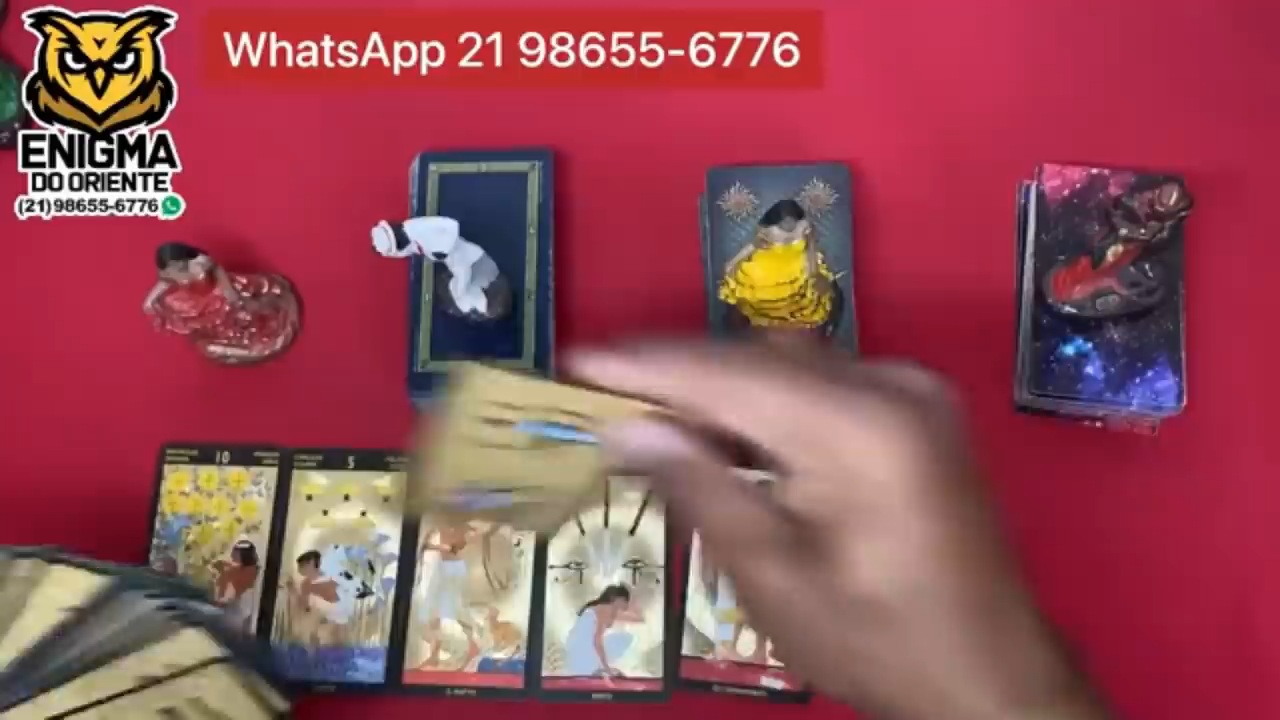 WhatsApp 21 98655-6776
ENIGMA
DO ORIENTE
(21)98655-6776
10
5